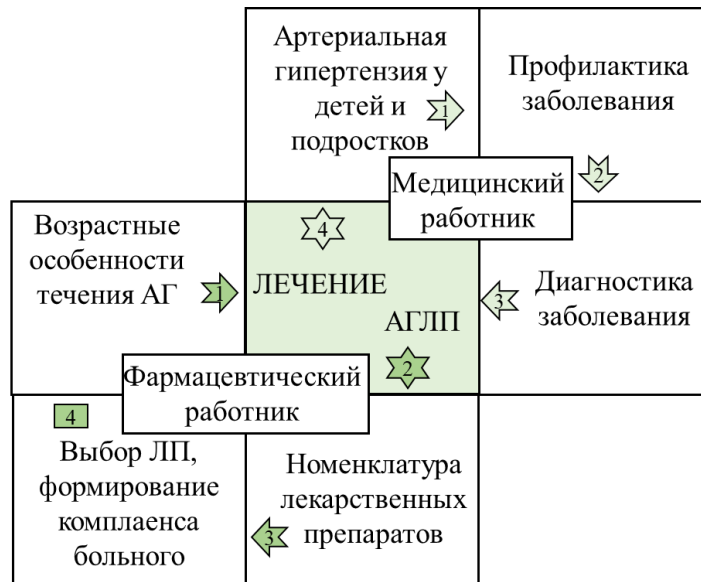 Артериальная
гипертензия у
детей и
подростков
1
Профилактика
заболевания
2
Медицинский
работник
Возрастные
особенности
течения АГ
1
4
ЛЕЧЕНИЕ
АГЛП
2
3
Диагностика
заболевания
Фармацевтический
работник
4
Выбор ЛП,
формирование
комплаенса
больного
Номенклатура
лекарственных
препаратов
3